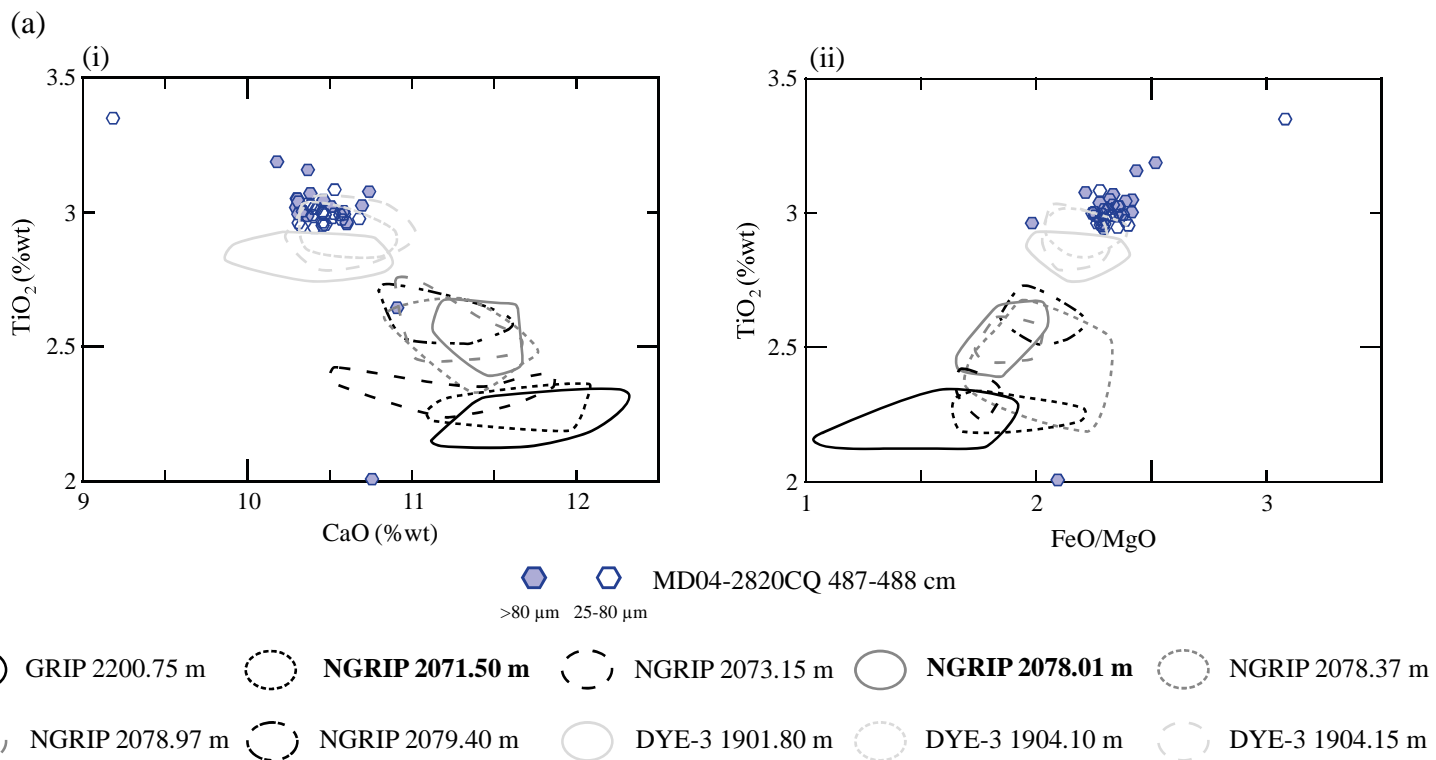 (a)
(i) (ii)
3.5 3.5
3 3
2.5 2.5
2 2
TiO2 (%wt) TiO2 (%wt)
9 10 11 12 1 2 3
CaO (%wt) FeO/MgO
MD04-2820CQ 487-488 cm
>80 µm 25-80 µm
GRIP 2200.75 m NGRIP 2071.50 m NGRIP 2073.15 m NGRIP 2078.01 m NGRIP 2078.37 m
NGRIP 2078.97 m NGRIP 2079.40 m DYE-3 1901.80 m DYE-3 1904.10 m DYE-3 1904.15 m